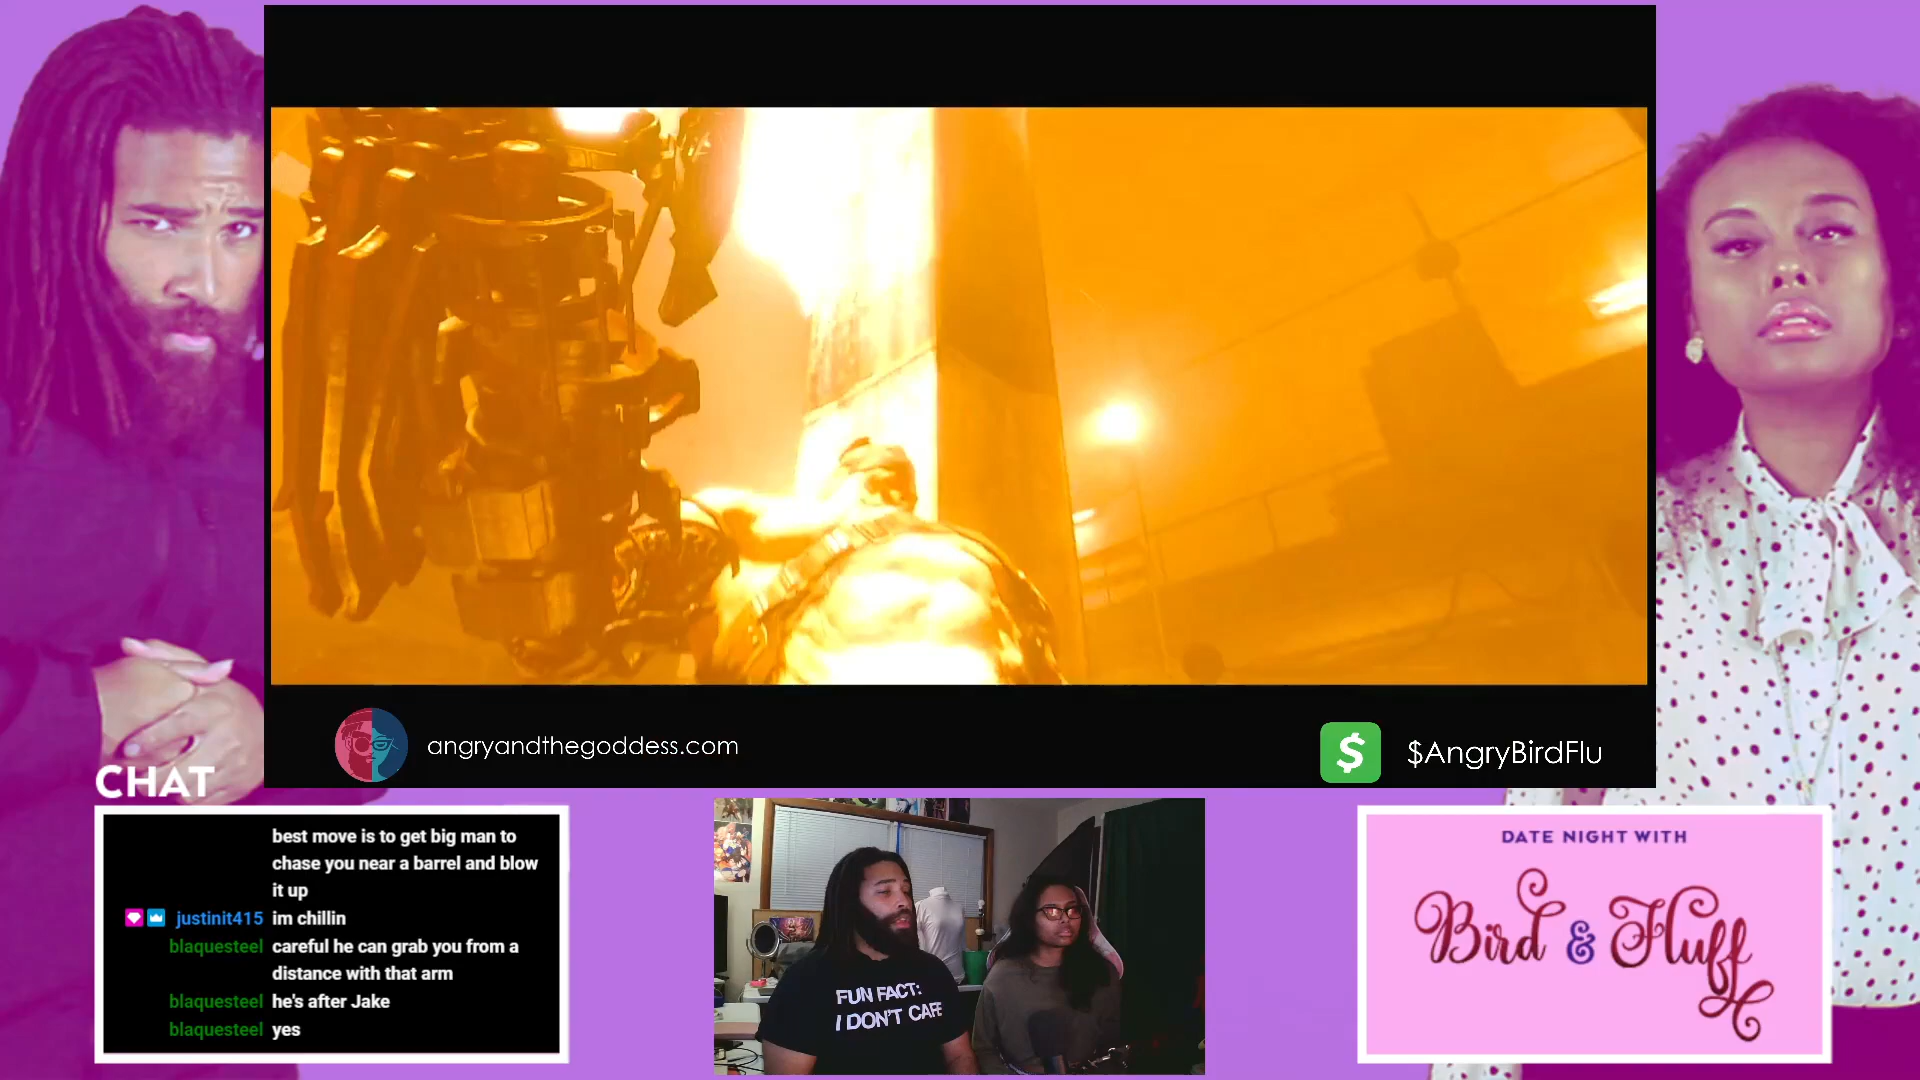 angryandthegoddess.com
$
$AngryBirdFlu
CHAT
best move is to get big man to
chase you near a barrel and blow
it up
justinit415 im chillin
blaquesteel careful he can grab you from a
distance with that arm
blaquesteel he's after Jake
blaquesteel yes
FUN FACT:
I DON'T CARE
DATE NIGHT WITH
Bird & Fluff